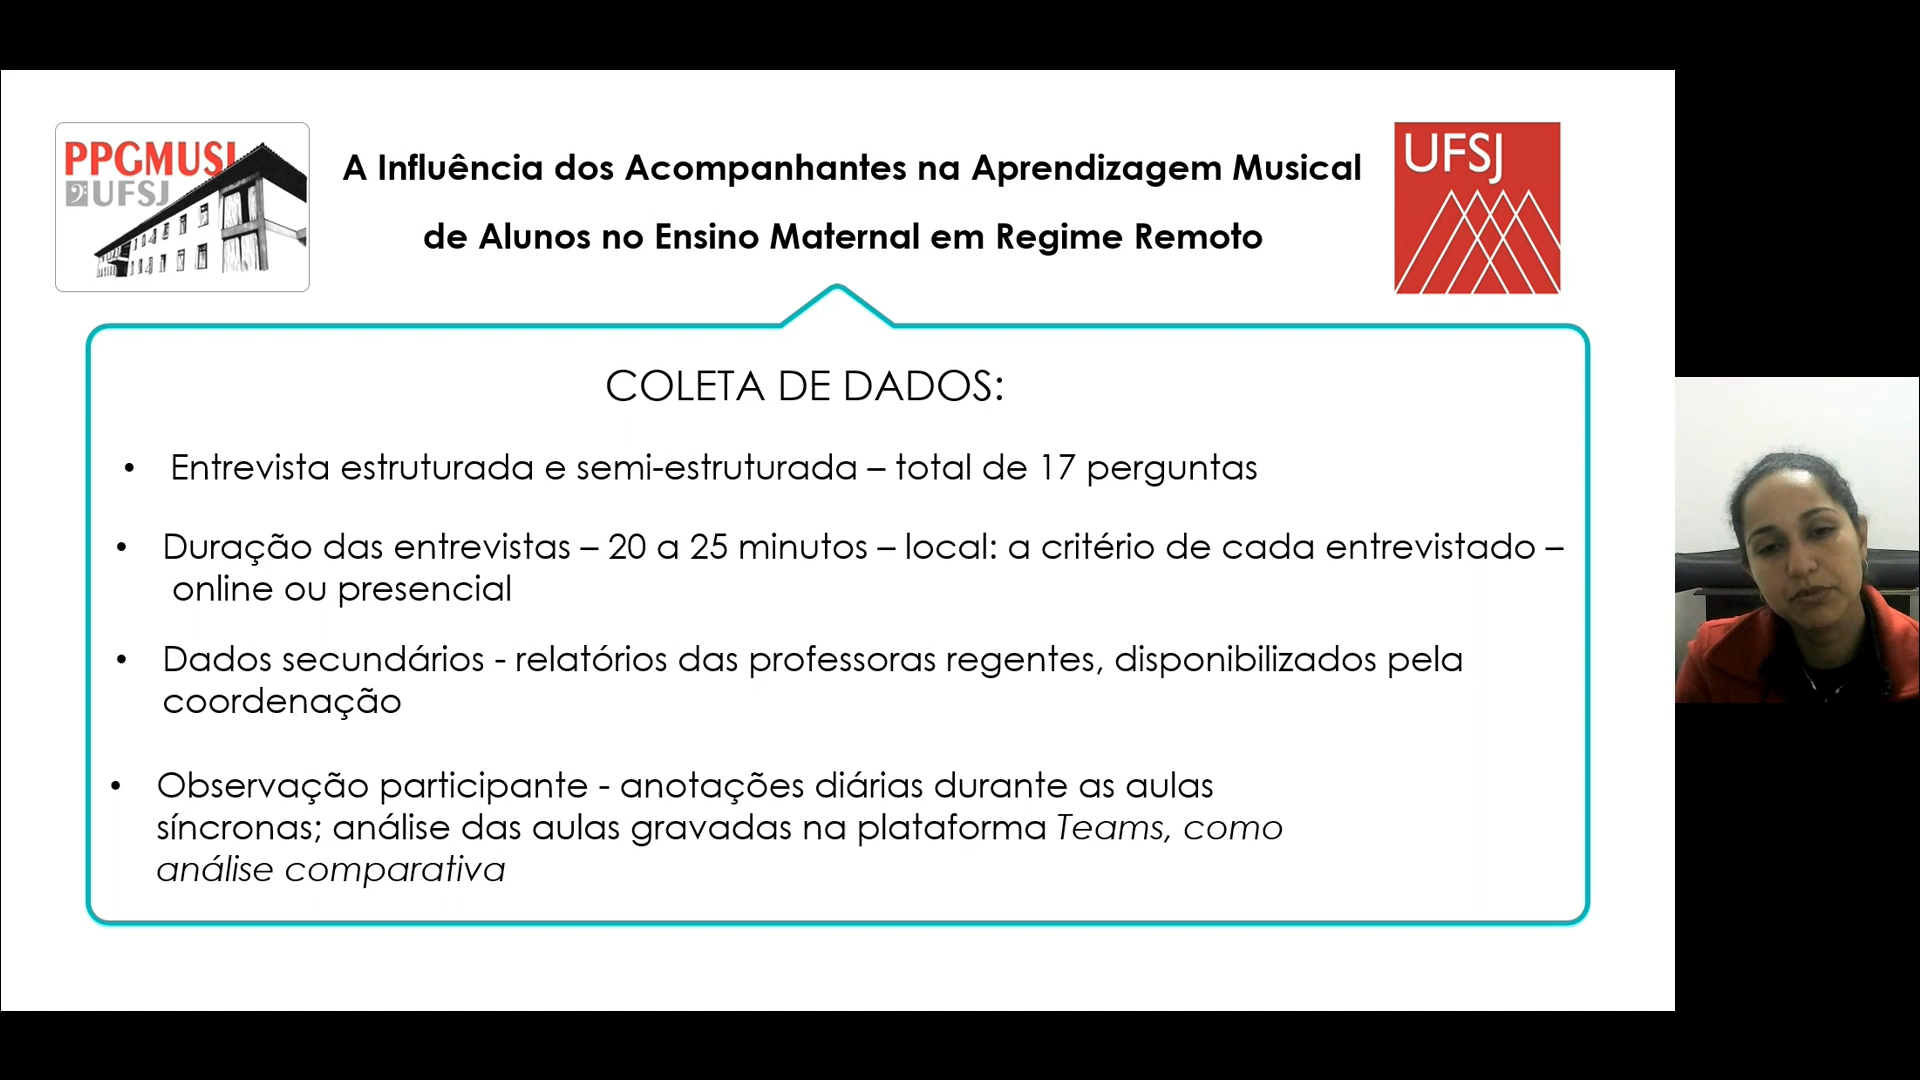 PPGMUSI
UFSJ
A Influência dos Acompanhantes na Aprendizagem Musical
de Alunos no Ensino Maternal em Regime Remoto
UFSJ
COLETA DE DADOS:
• Entrevista estruturada e semi-estruturada – total de 17 perguntas
• Duração das entrevistas – 20 a 25 minutos – local: a critério de cada entrevistado –
online ou presencial
• Dados secundários - relatórios das professoras regentes, disponibilizados pela
coordenação
• Observação participante - anotações diárias durante as aulas
síncronas; análise das aulas gravadas na plataforma Teams, como
análise comparativa